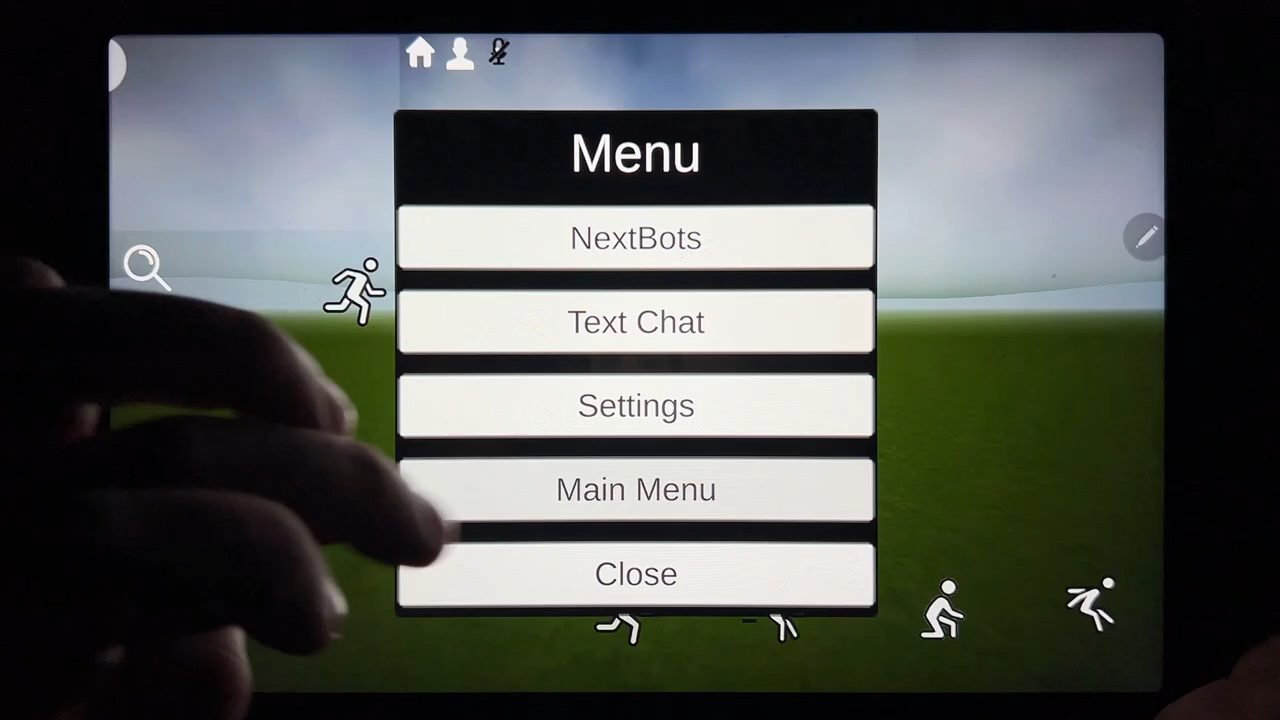 Menu
NextBots
Text Chat
Settings
Main Menu
Close